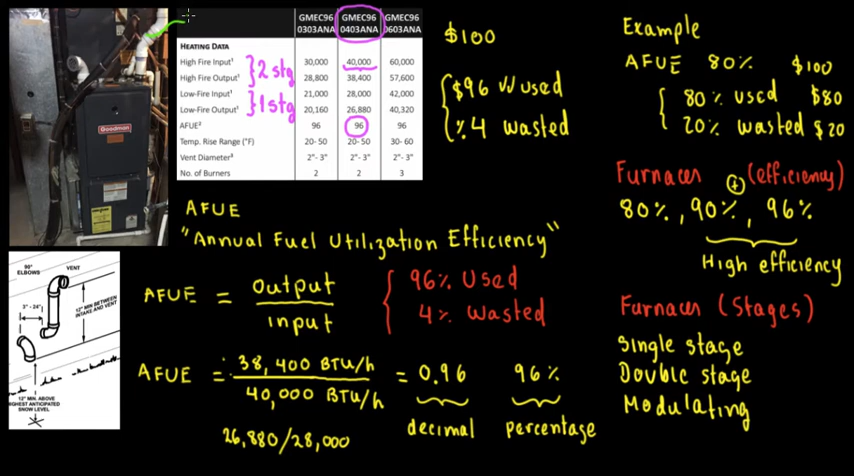 Goodman
GMEC96 0303ANA GMEC96 0403ANA GMEC96 0603ANA
HEATING DATA
High Fire Input¹ 30,000 40,000 60,000
High Fire Output¹ 28,800 38,400 57,600
2 stg
Low-Fire Input¹ 21,000 28,000 42,000
Low-Fire Output¹ 20,160 26,880 40,320
1 stg
AFUE² 96 96 96
Temp. Rise Range (°F) 20- 50 20- 50 30- 60
Vent Diameter³ 2"- 3" 2"- 3" 2"- 3"
No. of Burners 2 2 3
$100
$96 used
4 wasted
Example
AFUE 80% $100
80% used $80
20% wasted $20
Furnaces (efficiency)
+
80%, 90%, 96%
High efficiency
Furnaces (Stages)
Single stage
Double stage
Modulating
AFUE
"Annual Fuel Utilization Efficiency"
AFUE = output
input
96% Used
4% Wasted
AFUE = 38,400 BTU/h = 0.96 96%
40,000 BTU/h
decimal percentage
26,880/28,000
90°
ELBOWS
VENT
3" - 24"
12" MIN BETWEEN
INTAKE AND VENT
12" MIN. ABOVE
HIGHEST ANTICIPATED
SNOW LEVEL